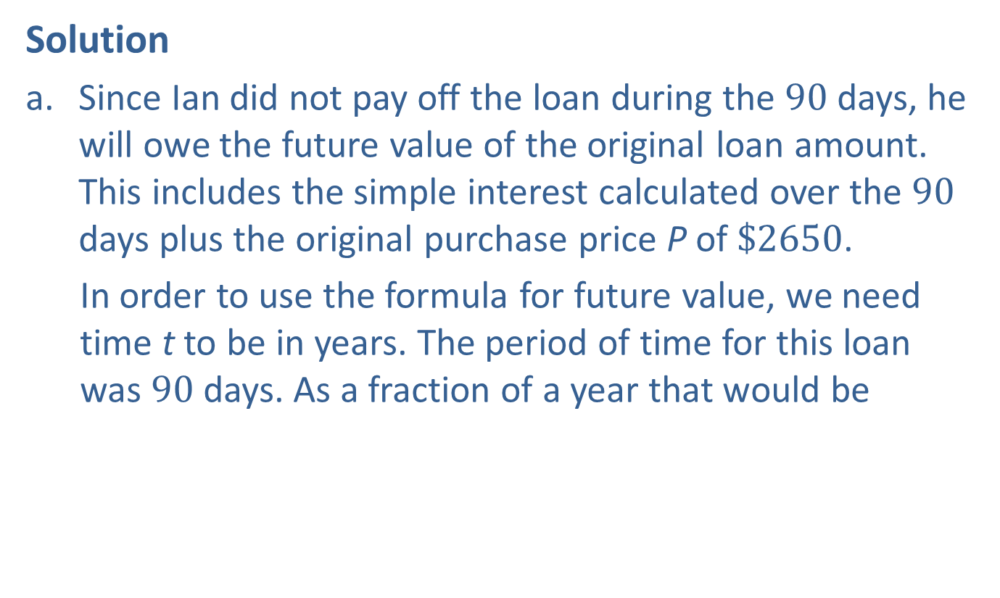 Solution
a. Since Ian did not pay off the loan during the 90 days, he
will owe the future value of the original loan amount.
This includes the simple interest calculated over the 90
days plus the original purchase price P of $2650.
In order to use the formula for future value, we need
time t to be in years. The period of time for this loan
was 90 days. As a fraction of a year that would be